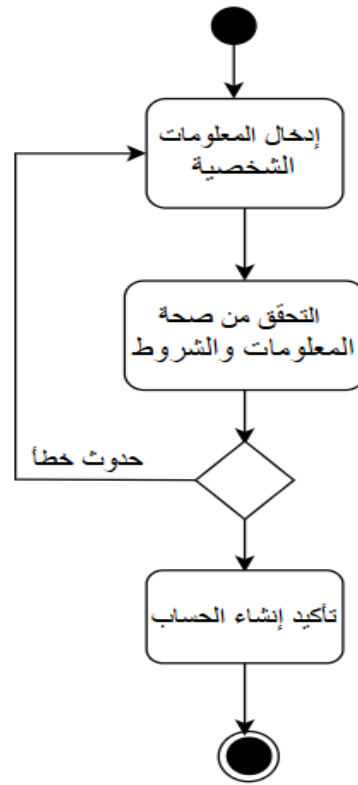 إدخال المعلومات
الشخصية
التحقق من صحة
المعلومات والشروط
حدوث خطأ
تأكيد إنشاء الحساب